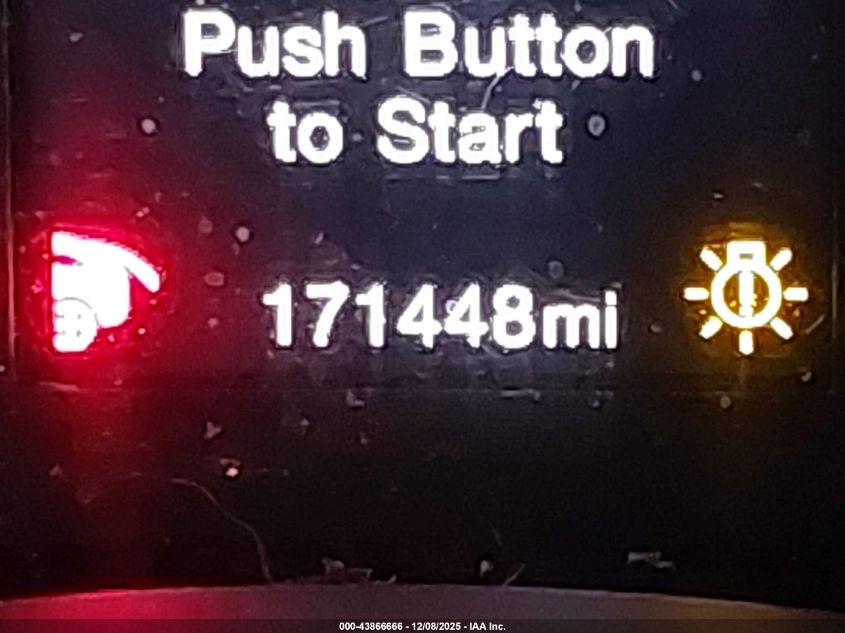 Push Button
to Start
171448mi
000-43866666 - 12/08/2025 - IAA Inc.